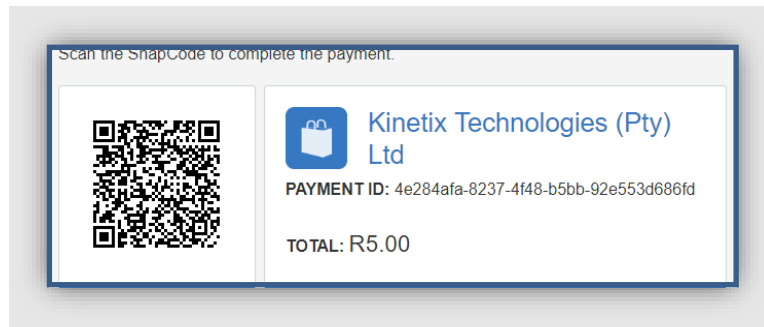 Scan the SnapCode to complete the payment.
Kinetix Technologies (Pty)
Ltd
PAYMENT ID: 4e284afa-8237-4f48-b5bb-92e553d686fd
TOTAL: R5.00